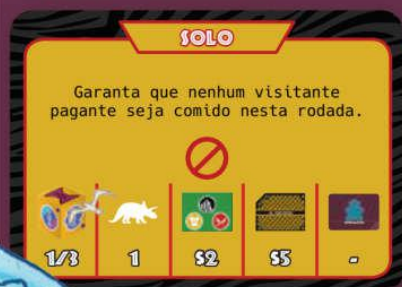 SOLO
Garanta que nenhum visitante
pagante seja comido nesta rodada.
1/3 1 $2 $5 -